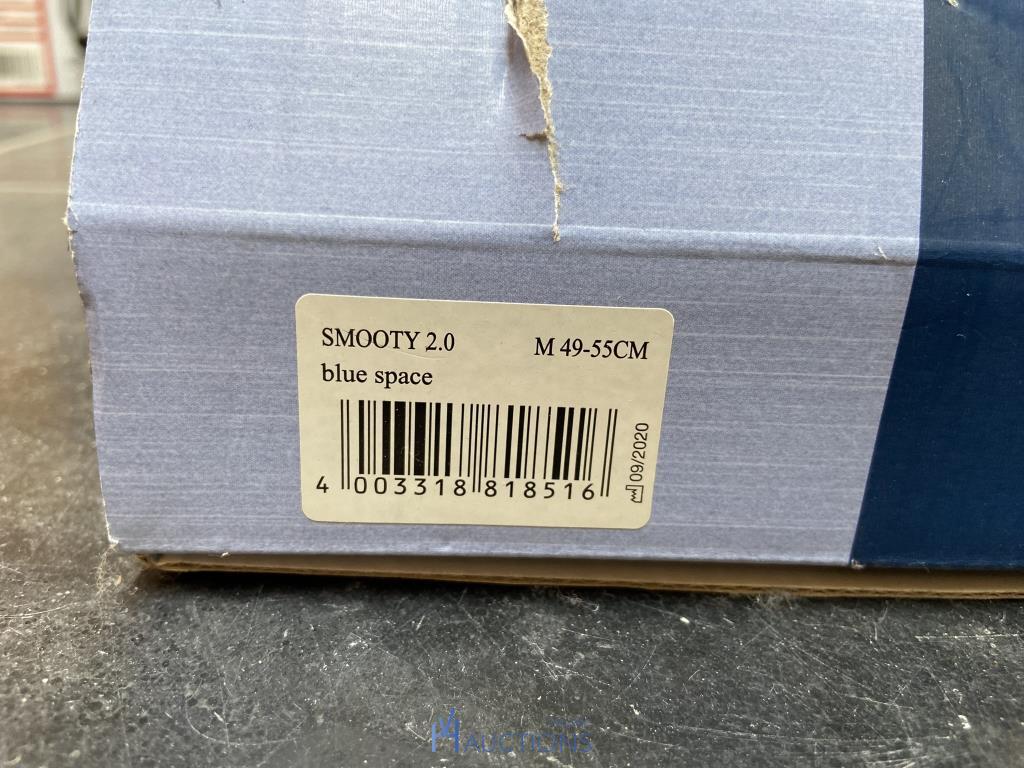 SMOOTY 2.0 M 49-55CM
blue space
4 003318 818516
09/2020
AUCTIONS